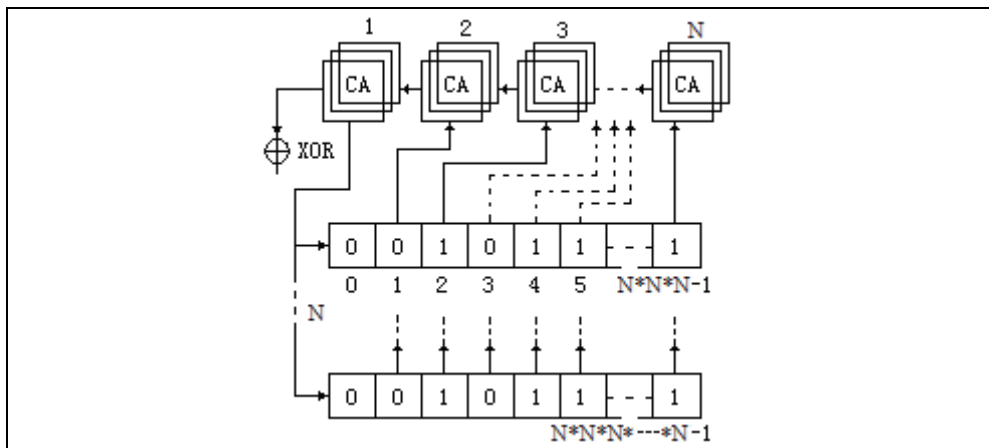 1 2 3 N
CA CA CA CA
XOR
0 0 1 0 1 1 1
0 1 2 3 4 5 N*N*N-1
N
0 0 1 0 1 1 1
N*N*N*----*N-1